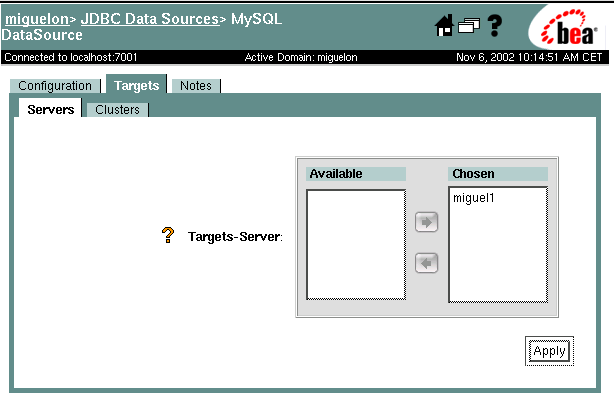 miguelon> JDBC Data Sources> MySQL
DataSource
?
bea
Connected to localhost:7001 Active Domain: miguelon Nov 6, 2002 10:14:51 AM CET
Configuration Targets Notes
Servers Clusters
Available Chosen
miguel1
? Targets-Server:
Apply